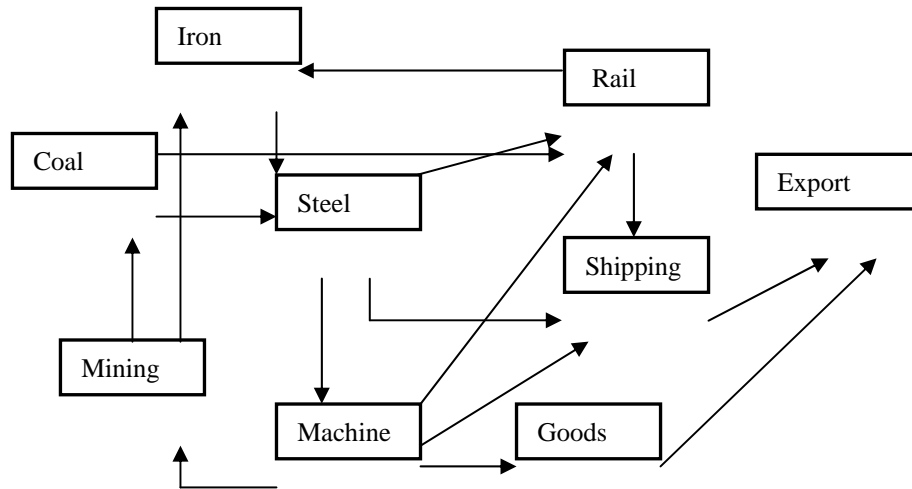 Iron
Rail
Coal
Export
Steel
Shipping
Mining
Machine
Goods